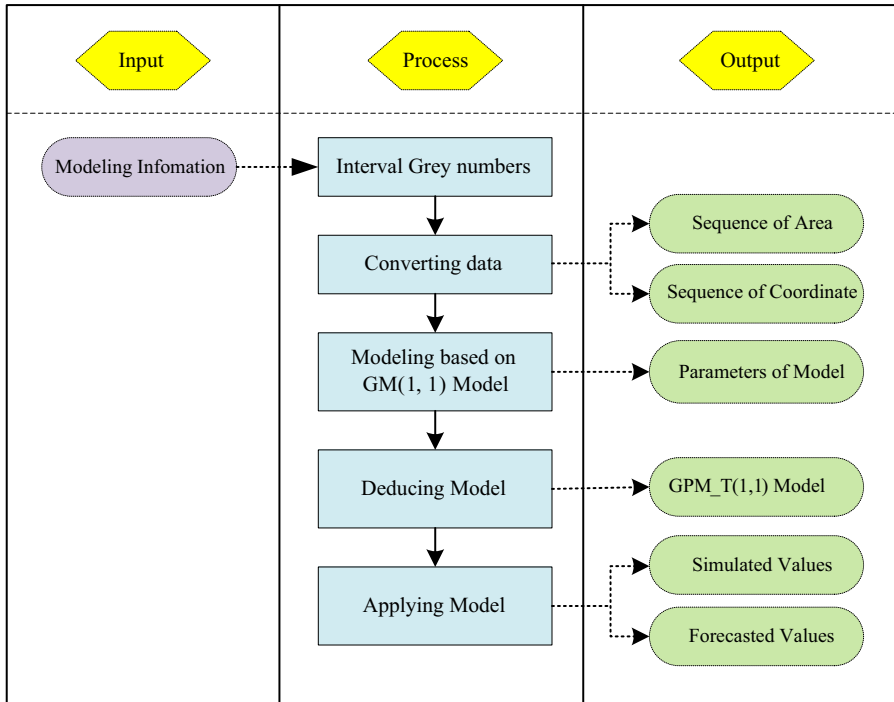 Input
Process
Output
Modeling Infomation
Interval Grey numbers
Converting data
Sequence of Area
Sequence of Coordinate
Modeling based on
GM(1, 1) Model
Parameters of Model
Deducing Model
GPM_T(1,1) Model
Applying Model
Simulated Values
Forecasted Values